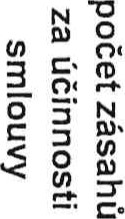 počet zásahů
za účinnosti
smlouvy